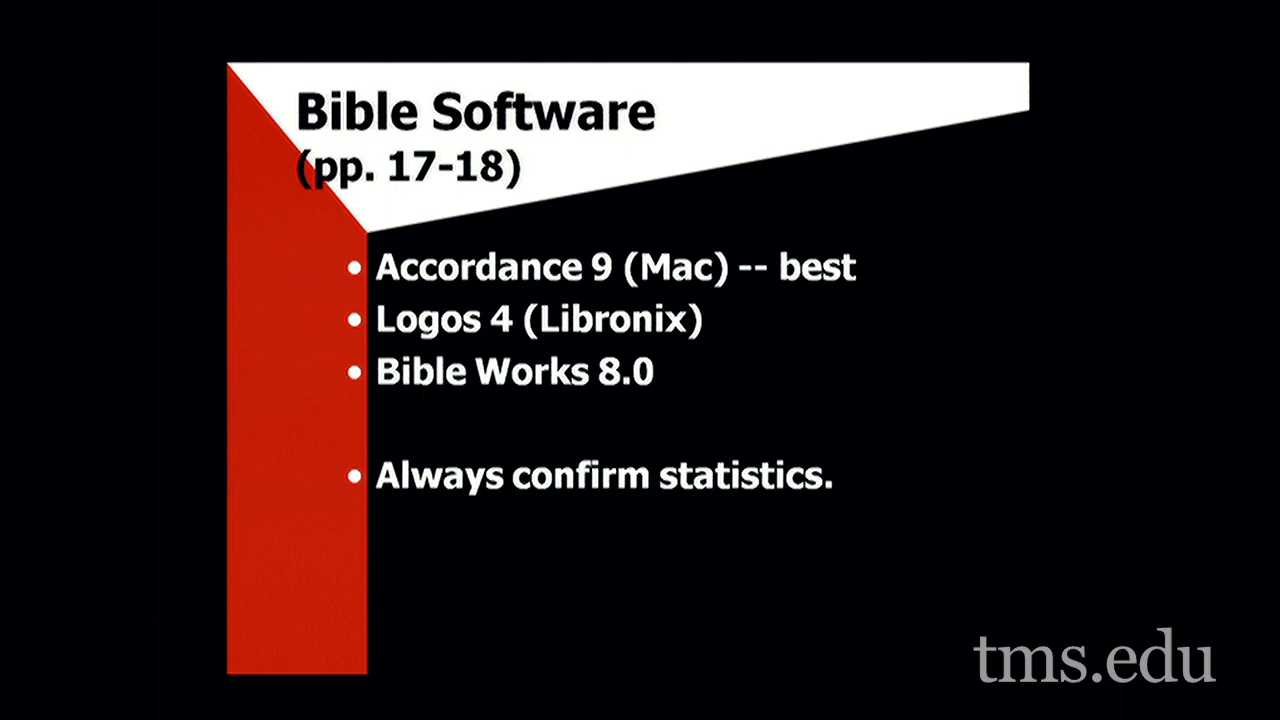 Bible Software
(pp. 17-18)
• Accordance 9 (Mac) -- best
• Logos 4 (Libronix)
• Bible Works 8.0
• Always confirm statistics.
tms.edu